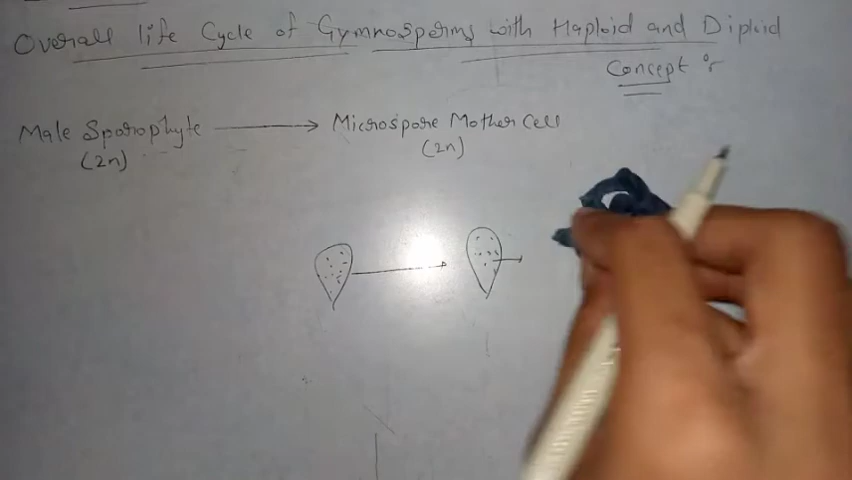 Overall life Cycle of Gymnosperms with Haploid and Diploid
Concept :-
Male Sporophyte → Microspore Mother Cell
(2n) (2n)